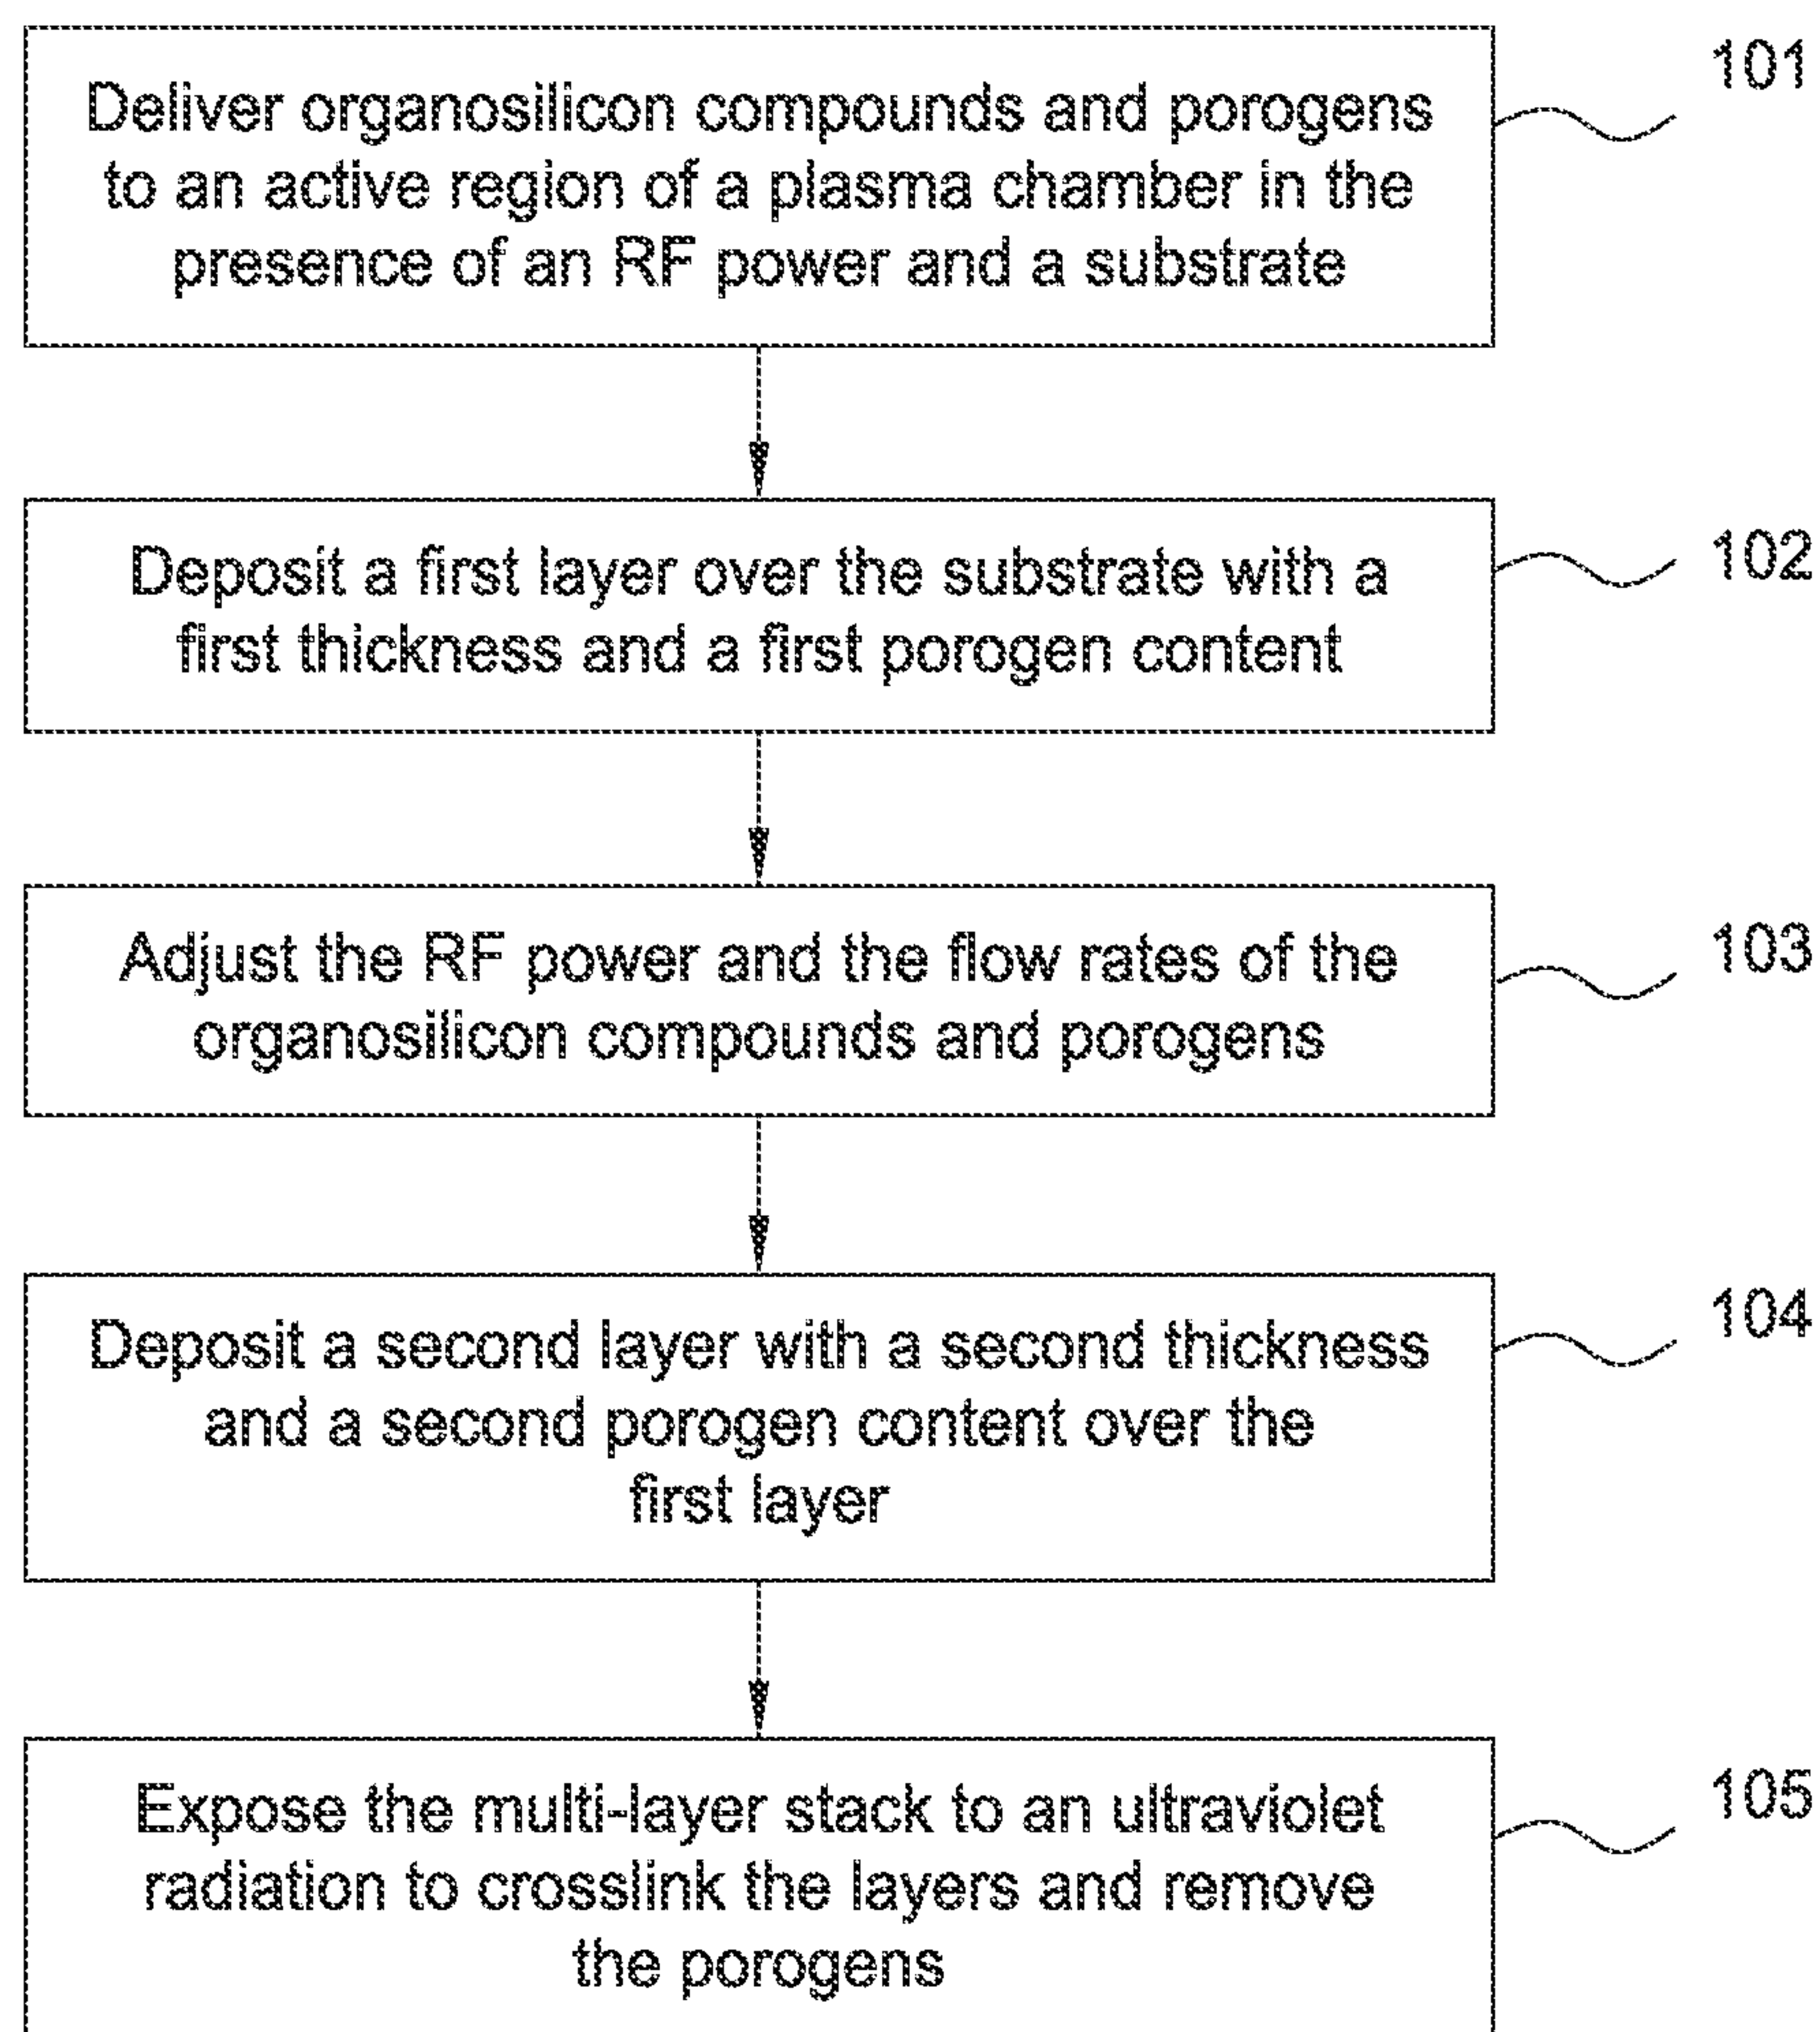 Deliver organosilicon compounds and porogens
to an active region of a plasma chamber in the
presence of an RF power and a substrate
101
Deposit a first layer over the substrate with a
first thickness and a first porogen content
102
Adjust the RF power and the flow rates of the
organosilicon compounds and porogens
103
Deposit a second layer with a second thickness
and a second porogen content over the
first layer
104
Expose the multi-layer stack to an ultraviolet
radiation to crosslink the layers and remove
the porogens
105